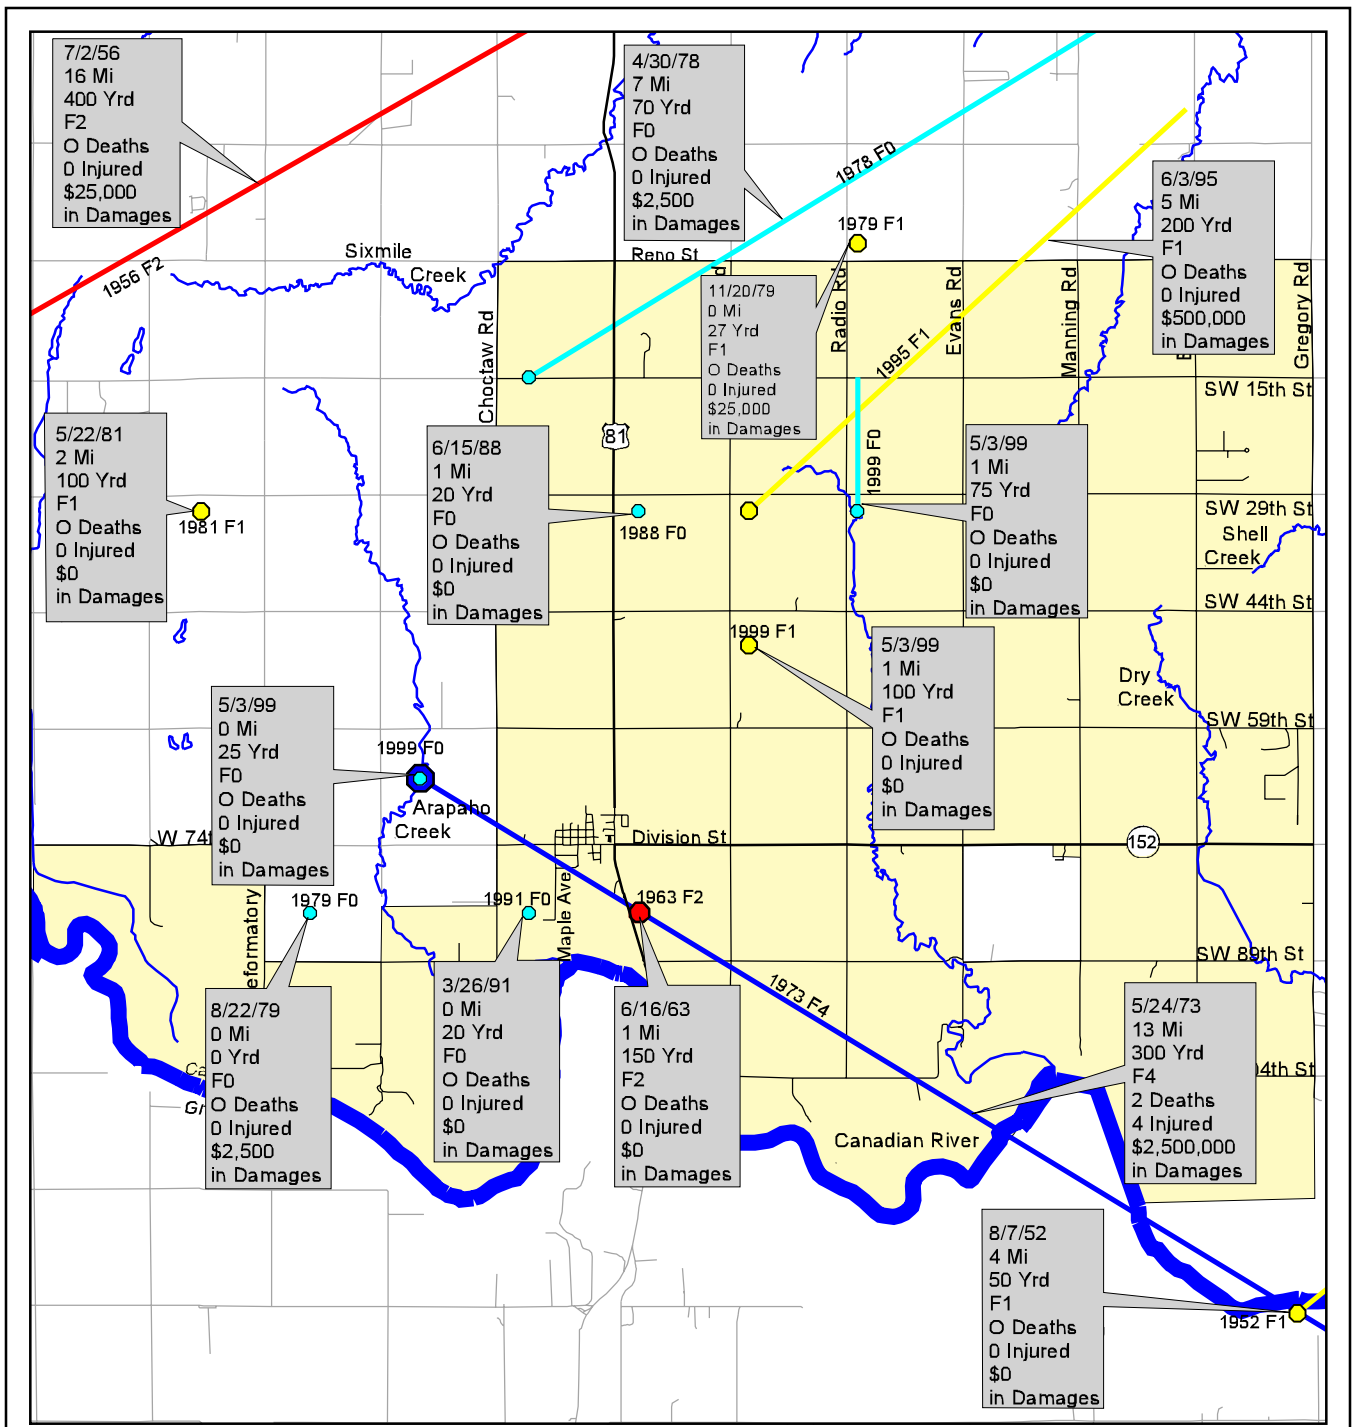 7/2/56
16 Mi
400 Yrd
F2
O Deaths
0 Injured
$25,000
in Damages
4/30/78
7 Mi
70 Yrd
F0
O Deaths
0 Injured
$2,500
in Damages
1978 F0
6/3/95
5 Mi
200 Yrd
F1
O Deaths
0 Injured
$500,000
in Damages
1979 F1
Reno St
Sixmile
Creek
1956 F2
11/20/79
0 Mi
27 Yrd
F1
O Deaths
0 Injured
$25,000
in Damages
Radio Rd
Evans Rd
Manning Rd
Gregory Rd
Choctaw Rd
1995 F1
SW 15th St
81
5/22/81
2 Mi
100 Yrd
F1
O Deaths
0 Injured
$0
in Damages
1981 F1
6/15/88
1 Mi
20 Yrd
F0
O Deaths
0 Injured
$0
in Damages
1988 F0
1999 F0
5/3/99
1 Mi
75 Yrd
F0
O Deaths
0 Injured
$0
in Damages
SW 29th St
Shell
Creek
SW 44th St
1999 F1
5/3/99
1 Mi
100 Yrd
F1
O Deaths
0 Injured
$0
in Damages
Dry
Creek
SW 59th St
5/3/99
0 Mi
25 Yrd
F0
O Deaths
0 Injured
$0
in Damages
1999 F0
Arapaho
Creek
W 74t
Division St
152
1979 F0
1991 F0
Maple Ave
1963 F2
eformatory
SW 89th St
1973 F4
8/22/79
0 Mi
0 Yrd
F0
O Deaths
0 Injured
$2,500
in Damages
3/26/91
0 Mi
20 Yrd
F0
O Deaths
0 Injured
$0
in Damages
6/16/63
1 Mi
150 Yrd
F2
O Deaths
0 Injured
$0
in Damages
5/24/73
13 Mi
300 Yrd
F4
2 Deaths
4 Injured
$2,500,000
in Damages
4th St
Ca
Gr
Canadian River
8/7/52
4 Mi
50 Yrd
F1
O Deaths
0 Injured
$0
in Damages
1952 F1